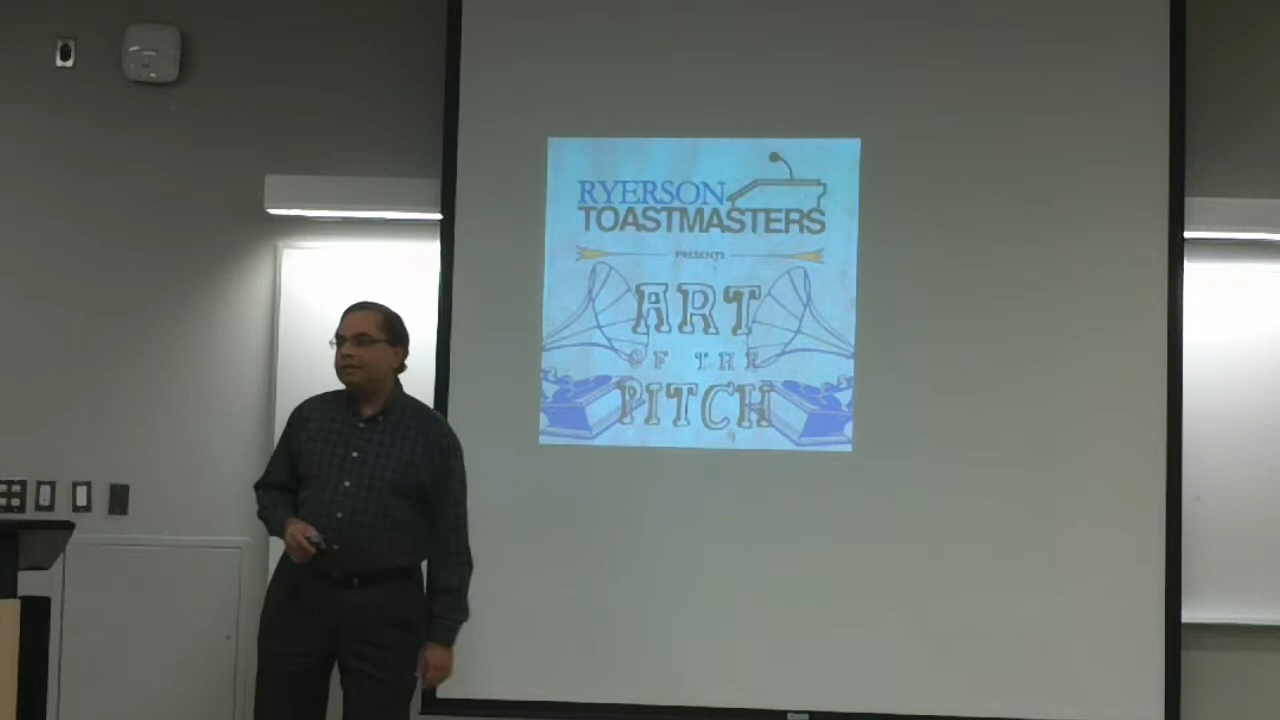 RYERSON
TOASTMASTERS
PRESENTS
ART
OF THE
PITCH